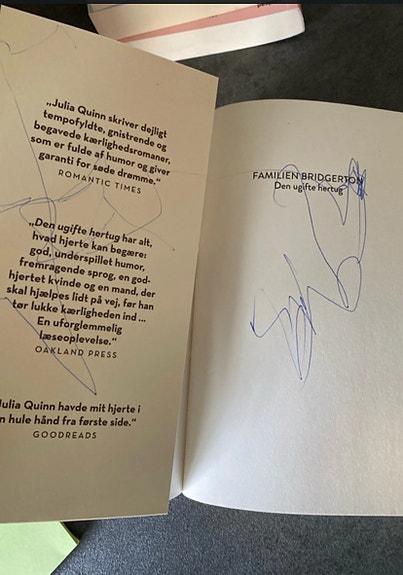 „Julia Quinn skriver dejligt
tempofyldte, gnistrende og
begavede kærlighedsromaner,
som er fulde af humor og giver
garanti for søde drømme.“
ROMANTIC TIMES
„Den ugifte hertug har alt,
hvad hjerte kan begære:
god, underspillet humor,
fremragende sprog, en god-
hjertet kvinde og en mand, der
skal hjælpes lidt på vej, før han
tør lukke kærligheden ind ...
En uforglemmelig
læseoplevelse.“
OAKLAND PRESS
ulia Quinn havde mit hjerte i
n hule hånd fra første side.“
GOODREADS
FAMILIEN BRIDGERTON
Den ugifte hertug